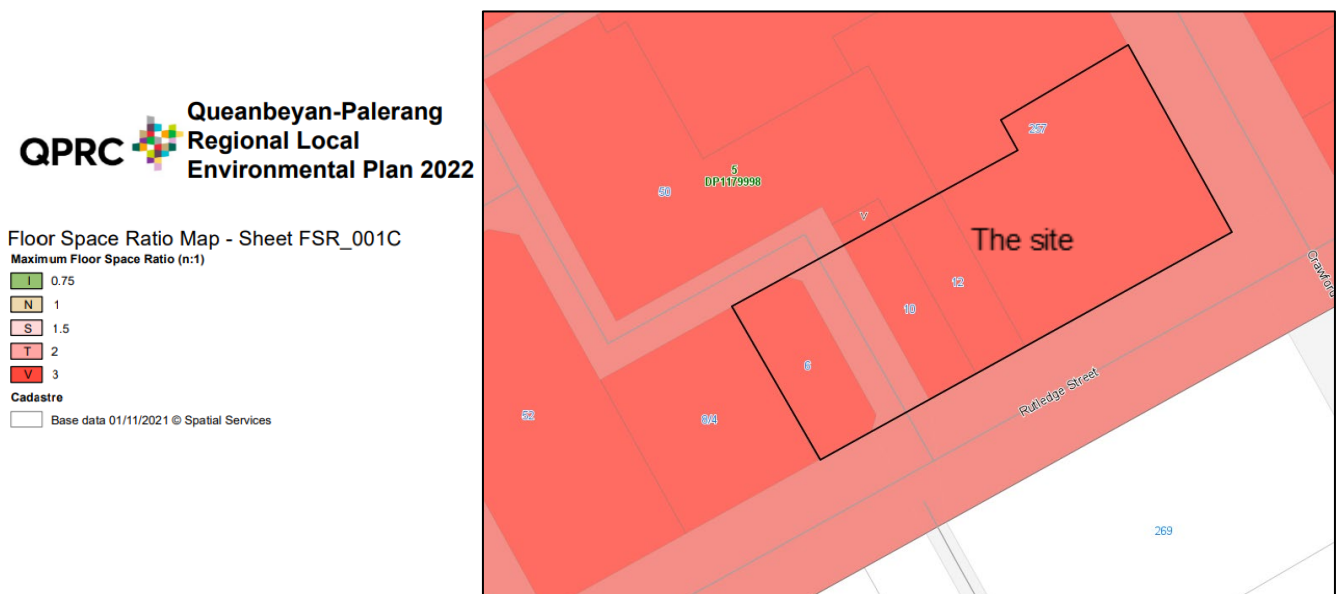 QPRC
Queanbeyan-Palerang
Regional Local
Environmental Plan 2022
Floor Space Ratio Map - Sheet FSR_001C
Maximum Floor Space Ratio (n:1)
I 0.75
N 1
S 1.5
T 2
V 3
Cadastre
Base data 01/11/2021 © Spatial Services
257
5
DP1179998
50
V
The site
12
10
Crawford
6
Rutledge Street
52
8/4
269